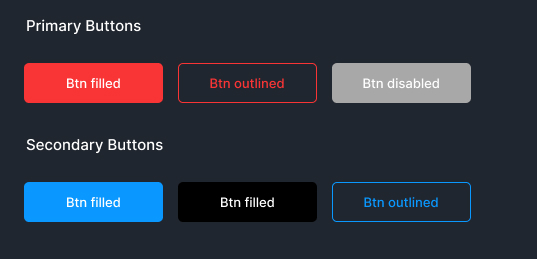 Primary Buttons
Btn filled Btn outlined Btn disabled
Secondary Buttons
Btn filled Btn filled Btn outlined